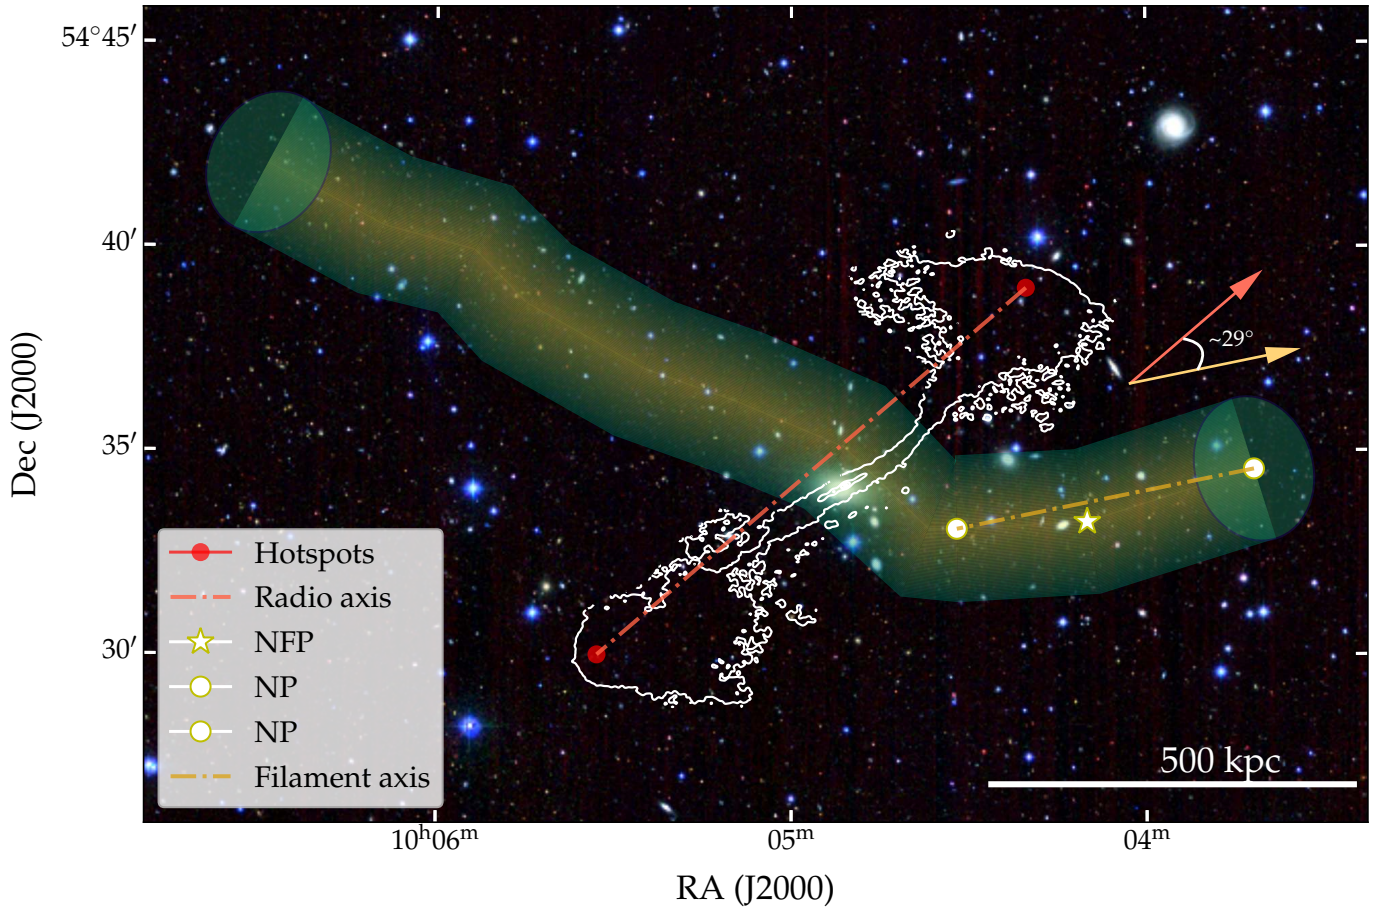 54°45′
40′
35′
30′
Dec (J2000)
~29°
Hotspots
Radio axis
NFP
NP
NP
Filament axis
500 kpc
10ʰ06ᵐ
05ᵐ
04ᵐ
RA (J2000)